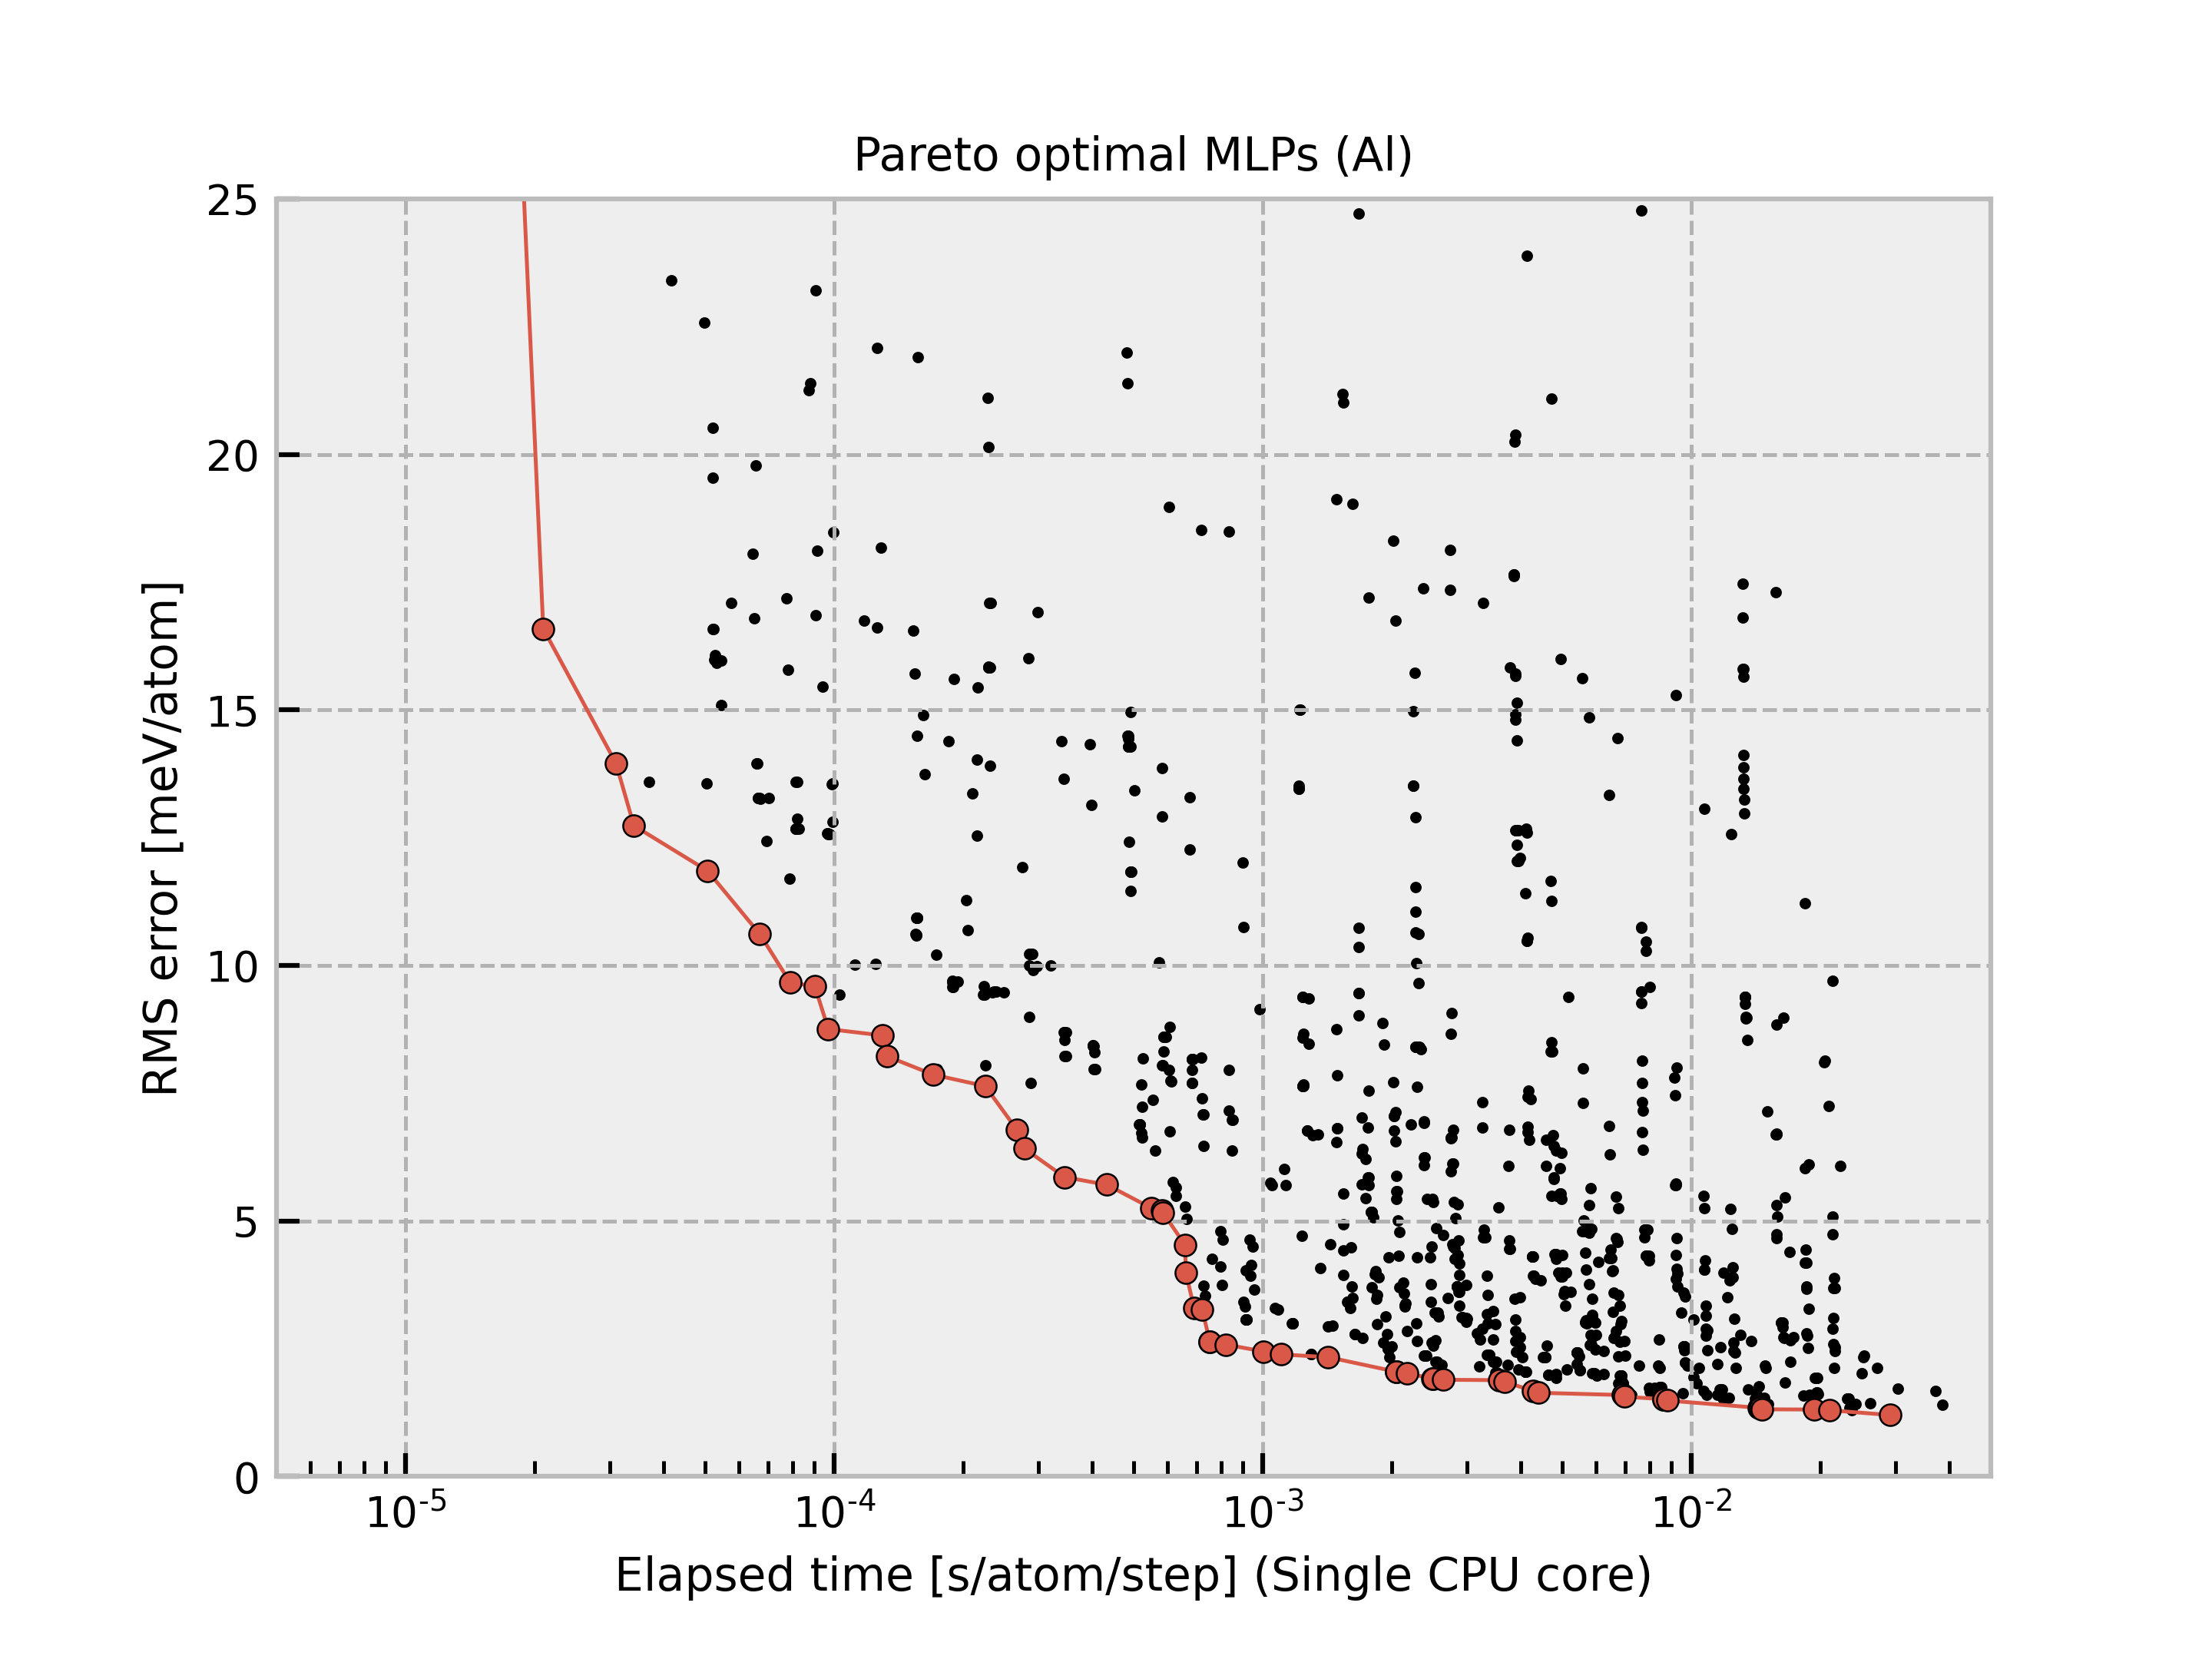 Pareto optimal MLPs (Al)
25
20
15
10
5
0
RMS error [meV/atom]
10^-5 10^-4 10^-3 10^-2
Elapsed time [s/atom/step] (Single CPU core)